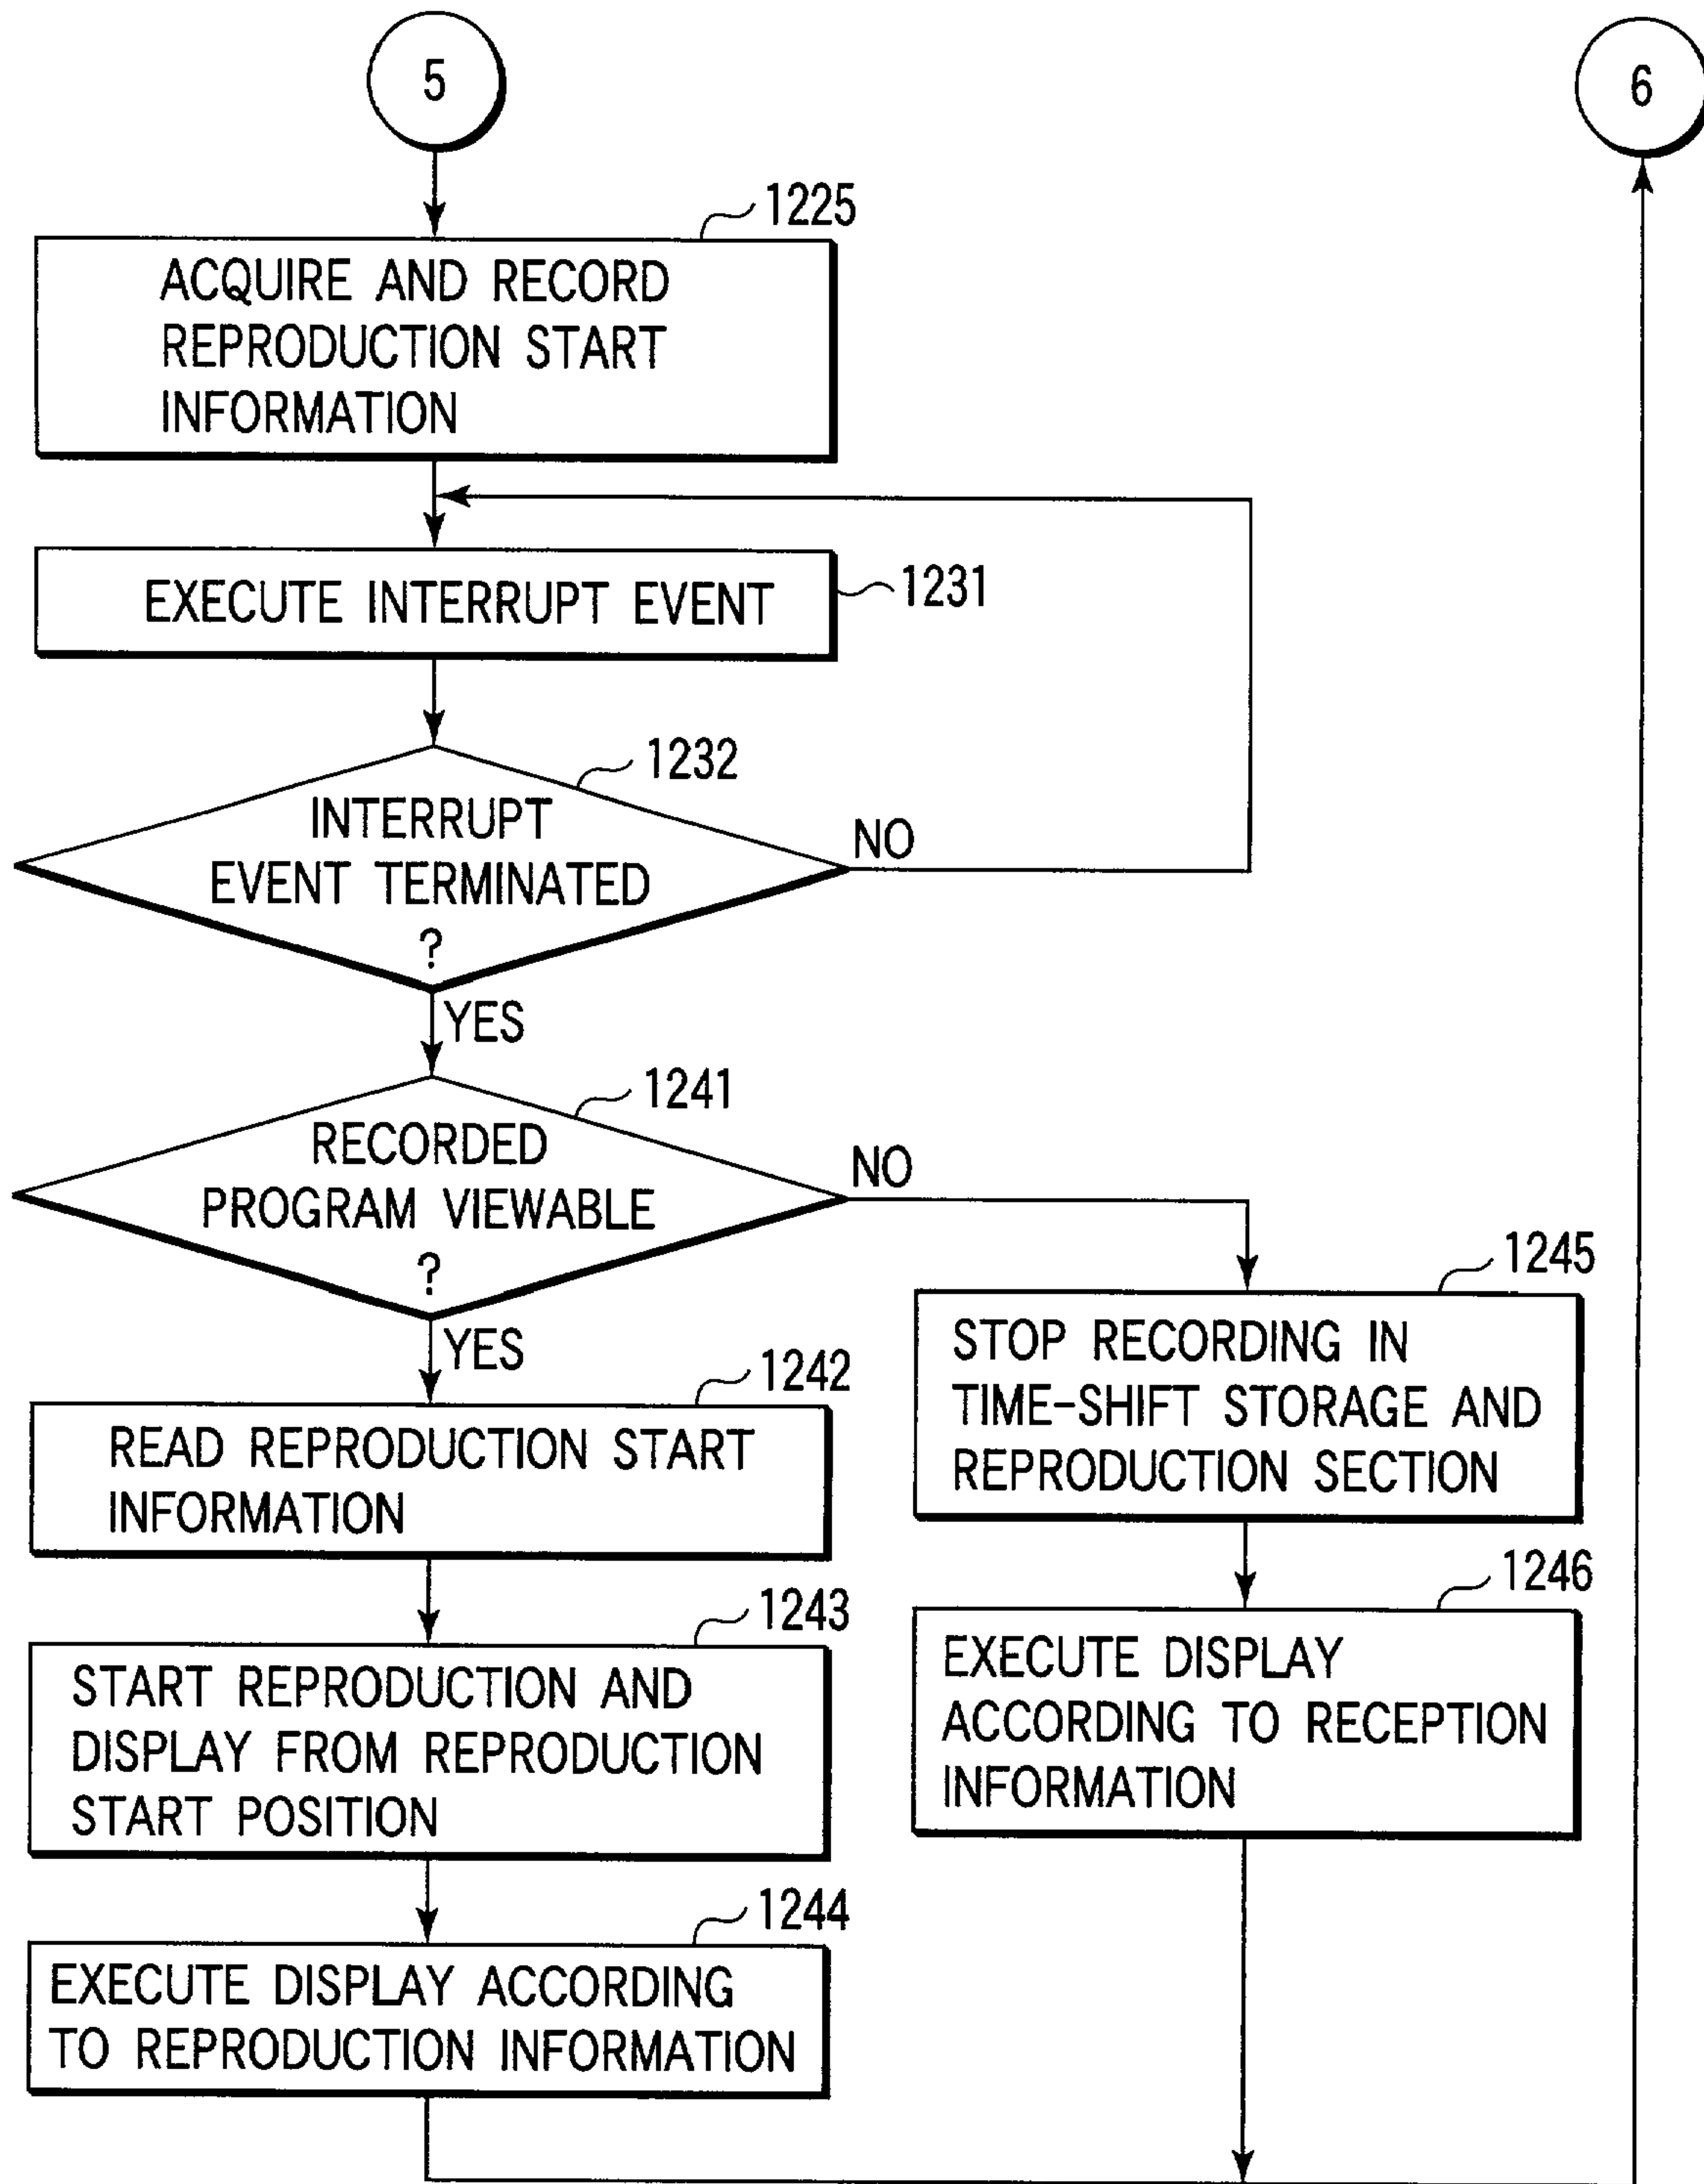 5
6
1225
ACQUIRE AND RECORD
REPRODUCTION START
INFORMATION
EXECUTE INTERRUPT EVENT
1231
1232
INTERRUPT
EVENT TERMINATED
?
NO
YES
1241
RECORDED
PROGRAM VIEWABLE
?
NO
YES
1242
READ REPRODUCTION START
INFORMATION
1243
START REPRODUCTION AND
DISPLAY FROM REPRODUCTION
START POSITION
1244
EXECUTE DISPLAY ACCORDING
TO REPRODUCTION INFORMATION
1245
STOP RECORDING IN
TIME-SHIFT STORAGE AND
REPRODUCTION SECTION
1246
EXECUTE DISPLAY
ACCORDING TO RECEPTION
INFORMATION